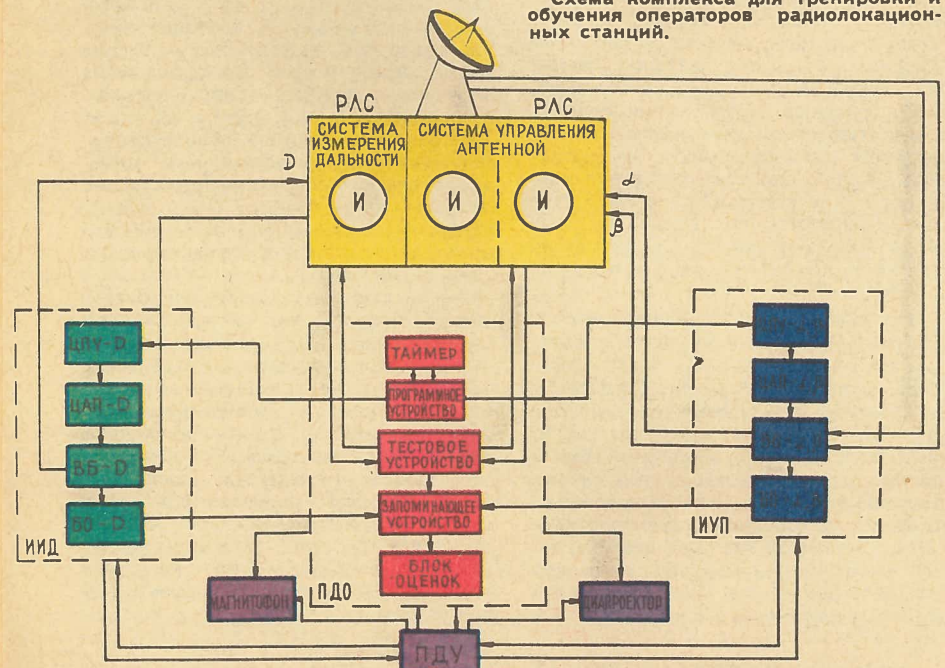 Схема комплекса для тренировки и
обучения операторов радиолокацион-
ных станций.
РЛС
РЛС
СИСТЕМА
ИЗМЕРЕНИЯ
ДАЛЬНОСТИ
СИСТЕМА УПРАВЛЕНИЯ
АНТЕННОЙ
D
И
И
И
α
β
ЦПУ-D
ЦАП-D
ВБ-D
БО-D
ИИД
ТАЙМЕР
ПРОГРАММНОЕ
УСТРОЙСТВО
ТЕСТОВОЕ
УСТРОЙСТВО
ЗАПОМИНАЮЩЕЕ
УСТРОЙСТВО
БЛОК
ОЦЕНОК
ПДО
ИУП
МАГНИТОФОН
ДИАПРОЕКТОР
ПДУ